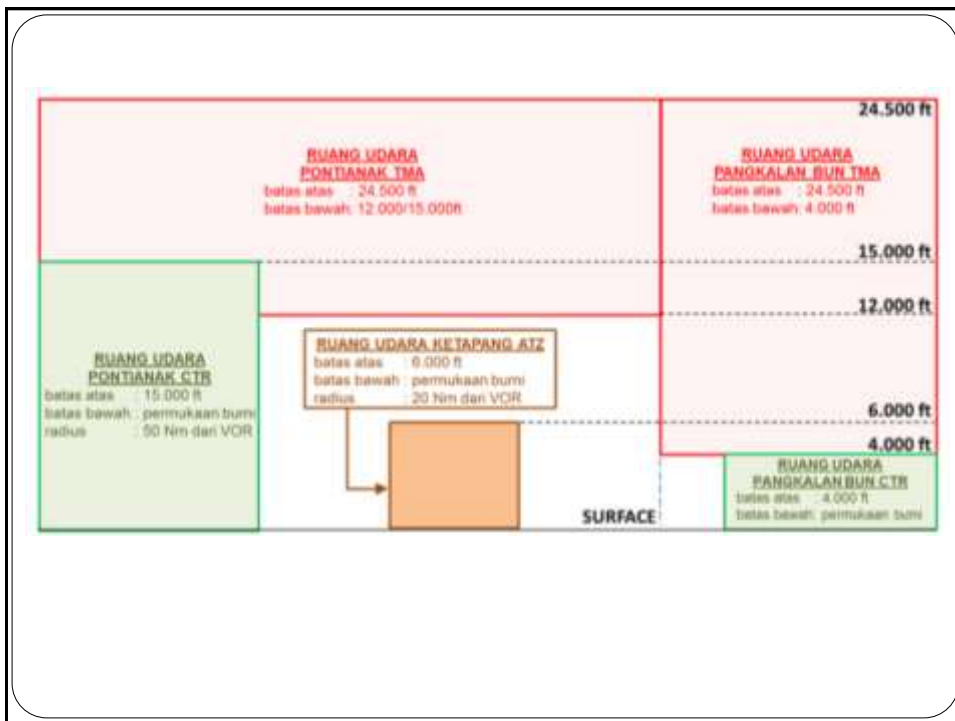 24.500 ft
RUANG UDARA
PONTIANAK TMA
batas atas : 24.500 ft
batas bawah: 12.000/15.000ft
RUANG UDARA
PANGKALAN BUN TMA
batas atas : 24.500 ft
batas bawah: 4.000 ft
15.000 ft
12.000 ft
RUANG UDARA
PONTIANAK CTR
batas atas : 15.000 ft
batas bawah : permukaan bumi
radius : 50 Nm dari VOR
RUANG UDARA KETAPANG ATZ
batas atas : 6.000 ft
batas bawah : permukaan bumi
radius : 20 Nm dari VOR
6.000 ft
4.000 ft
RUANG UDARA
PANGKALAN BUN CTR
batas atas : 4.000 ft
batas bawah: permukaan bumi
SURFACE